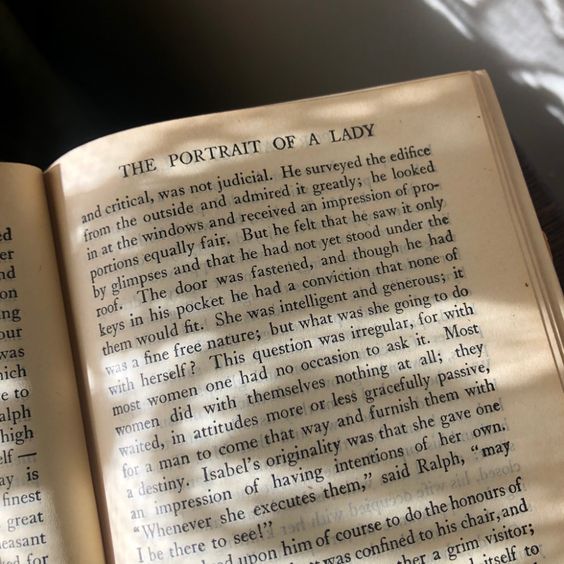 ed
er
nd
on
ng
our
was
hich
e to
alph
high
elf —
ay is
finest
great
easant
ked for
THE PORTRAIT OF A LADY
and critical, was not judicial. He surveyed the edifice
from the outside and admired it greatly; he looked
in at the windows and received an impression of pro-
portions equally fair. But he felt that he saw it only
by glimpses and that he had not yet stood under the
roof. The door was fastened, and though he had
keys in his pocket he had a conviction that none of
them would fit. She was intelligent and generous; it
was a fine free nature; but what was she going to do
with herself? This question was irregular, for with
most women one had no occasion to ask it. Most
women did with themselves nothing at all; they
waited, in attitudes more or less gracefully passive,
for a man to come that way and furnish them with
a destiny. Isabel's originality was that she gave one
an impression of having intentions of her own.
"Whenever she executes them," said Ralph, "may
I be there to see!"
upon him of course to do the honours of
was confined to his chair, and
a grim visitor;
itself to